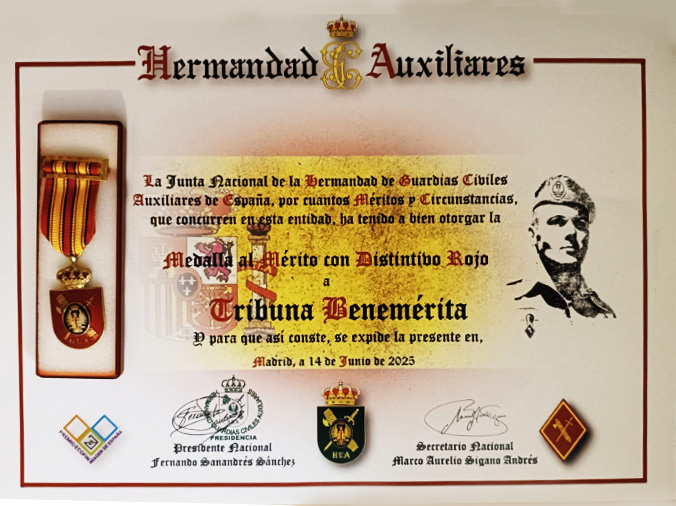 Hermandad Auxiliares
La Junta Nacional de la Hermandad de Guardias Civiles
Auxiliares de España, por cuantos Méritos y Circunstancias,
que concurren en esta entidad, ha tenido a bien otorgar la
Medalla al Mérito con Distintivo Rojo
a
Tribuna Benemérita
Y para que así conste, se expide la presente en,
Madrid, a 14 de Junio de 2025
PRESIDENCIA
Presidente Nacional
Fernando Sanandrés Sánchez
HGA
Secretario Nacional
Marco Aurelio Sigano Andrés